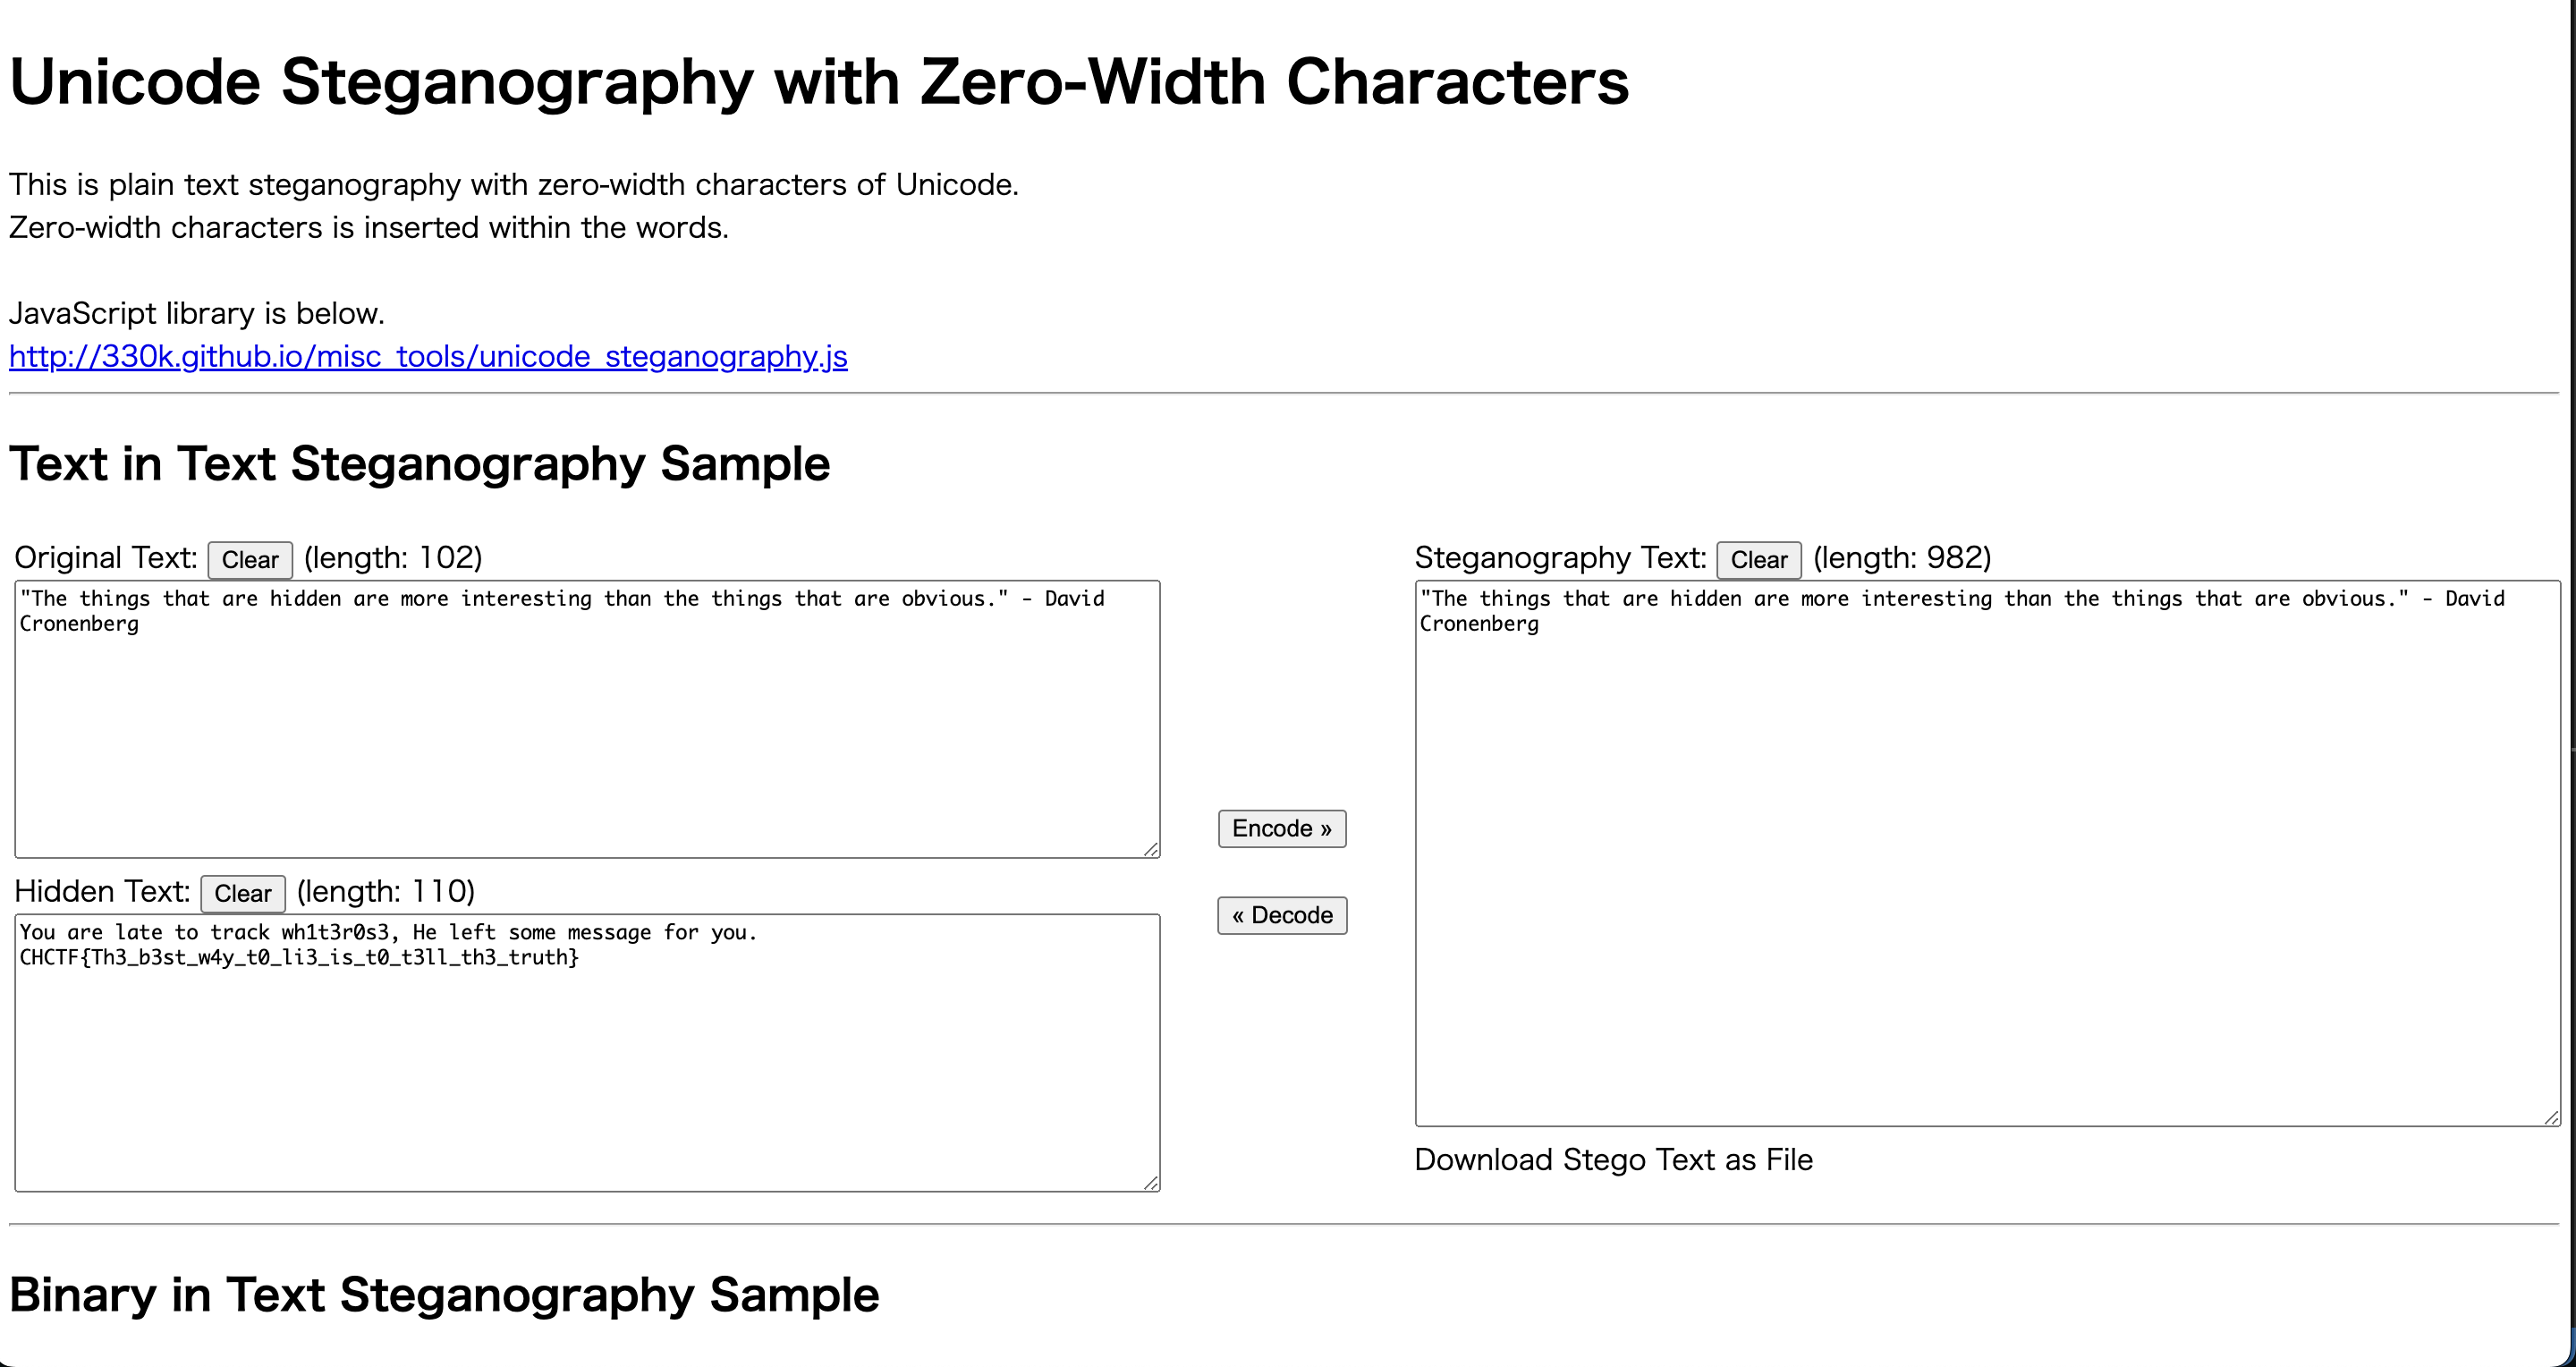 Unicode Steganography with Zero-Width Characters
This is plain text steganography with zero-width characters of Unicode.
Zero-width characters is inserted within the words.
JavaScript library is below.
http://330k.github.io/misc_tools/unicode_steganography.js
Text in Text Steganography Sample
Original Text: Clear (length: 102)
"The things that are hidden are more interesting than the things that are obvious." - David
Cronenberg
Hidden Text: Clear (length: 110)
You are late to track wh1t3r0s3, He left some message for you.
CHCTF{Th3_b3st_w4y_t0_li3_is_t0_t3ll_th3_truth}
Encode »
« Decode
Steganography Text: Clear (length: 982)
"The things that are hidden are more interesting than the things that are obvious." - David
Cronenberg
Download Stego Text as File
Binary in Text Steganography Sample